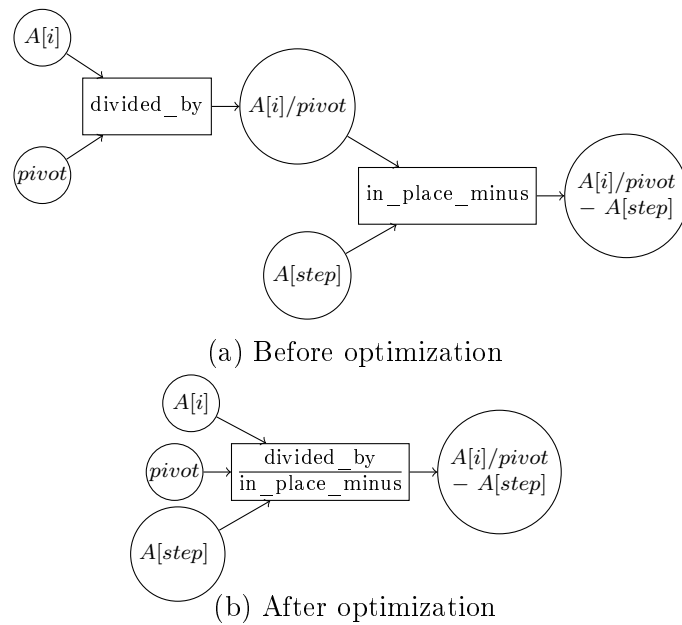 A[i]
divided_by
A[i]/pivot
pivot
in_place_minus
A[i]/pivot
− A[step]
A[step]
(a) Before optimization
A[i]
pivot
divided_by
in_place_minus
A[i]/pivot
− A[step]
A[step]
(b) After optimization